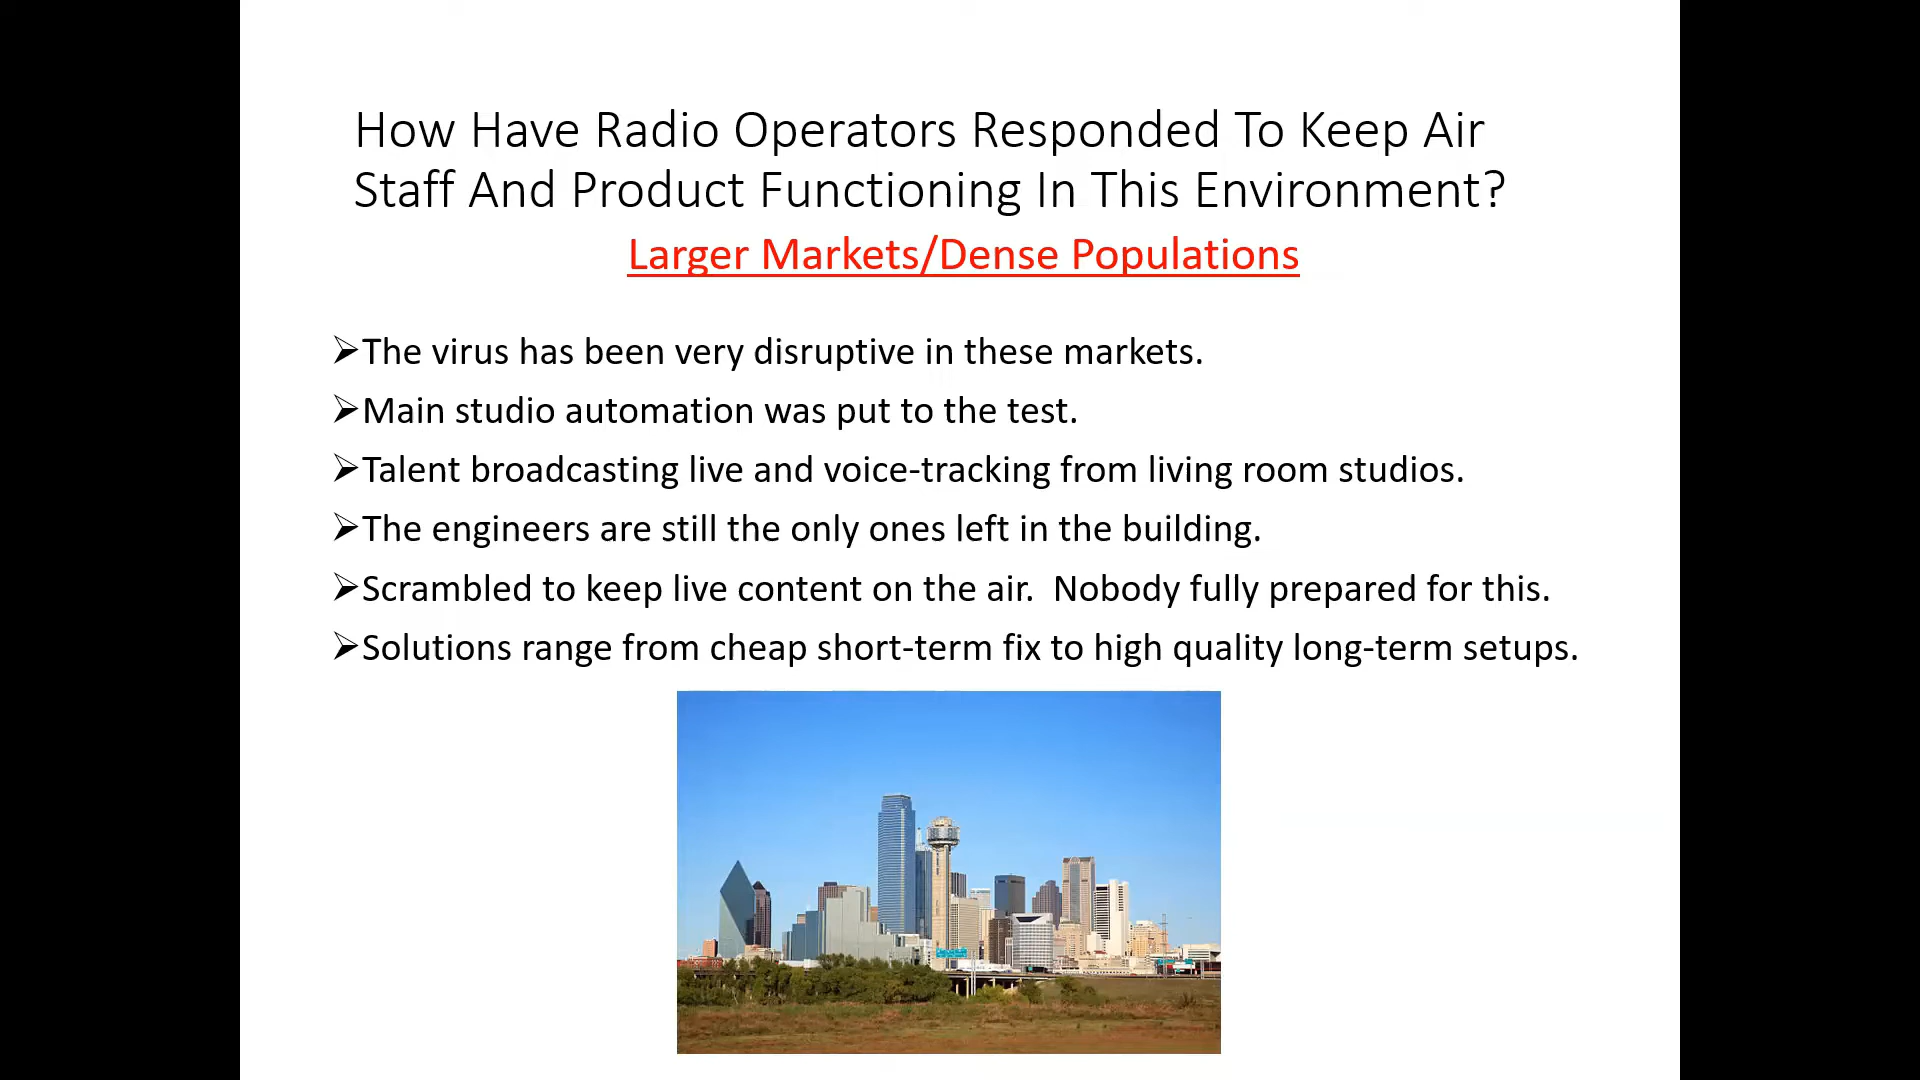 How Have Radio Operators Responded To Keep Air
Staff And Product Functioning In This Environment?
Larger Markets/Dense Populations
➢The virus has been very disruptive in these markets.
➢Main studio automation was put to the test.
➢Talent broadcasting live and voice-tracking from living room studios.
➢The engineers are still the only ones left in the building.
➢Scrambled to keep live content on the air.  Nobody fully prepared for this.
➢Solutions range from cheap short-term fix to high quality long-term setups.